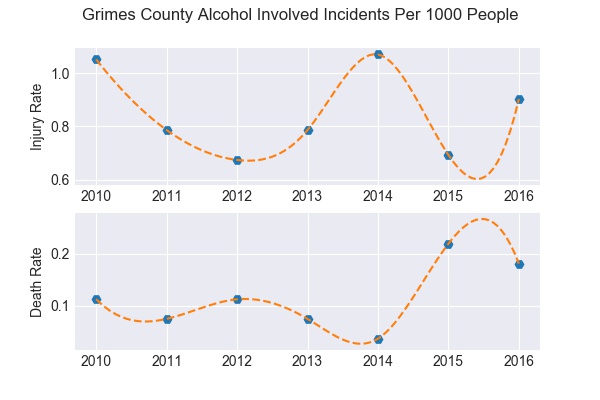 Grimes County Alcohol Involved Incidents Per 1000 People
Injury Rate
1.0
0.8
0.6
2010 2011 2012 2013 2014 2015 2016
Death Rate
0.2
0.1
2010 2011 2012 2013 2014 2015 2016